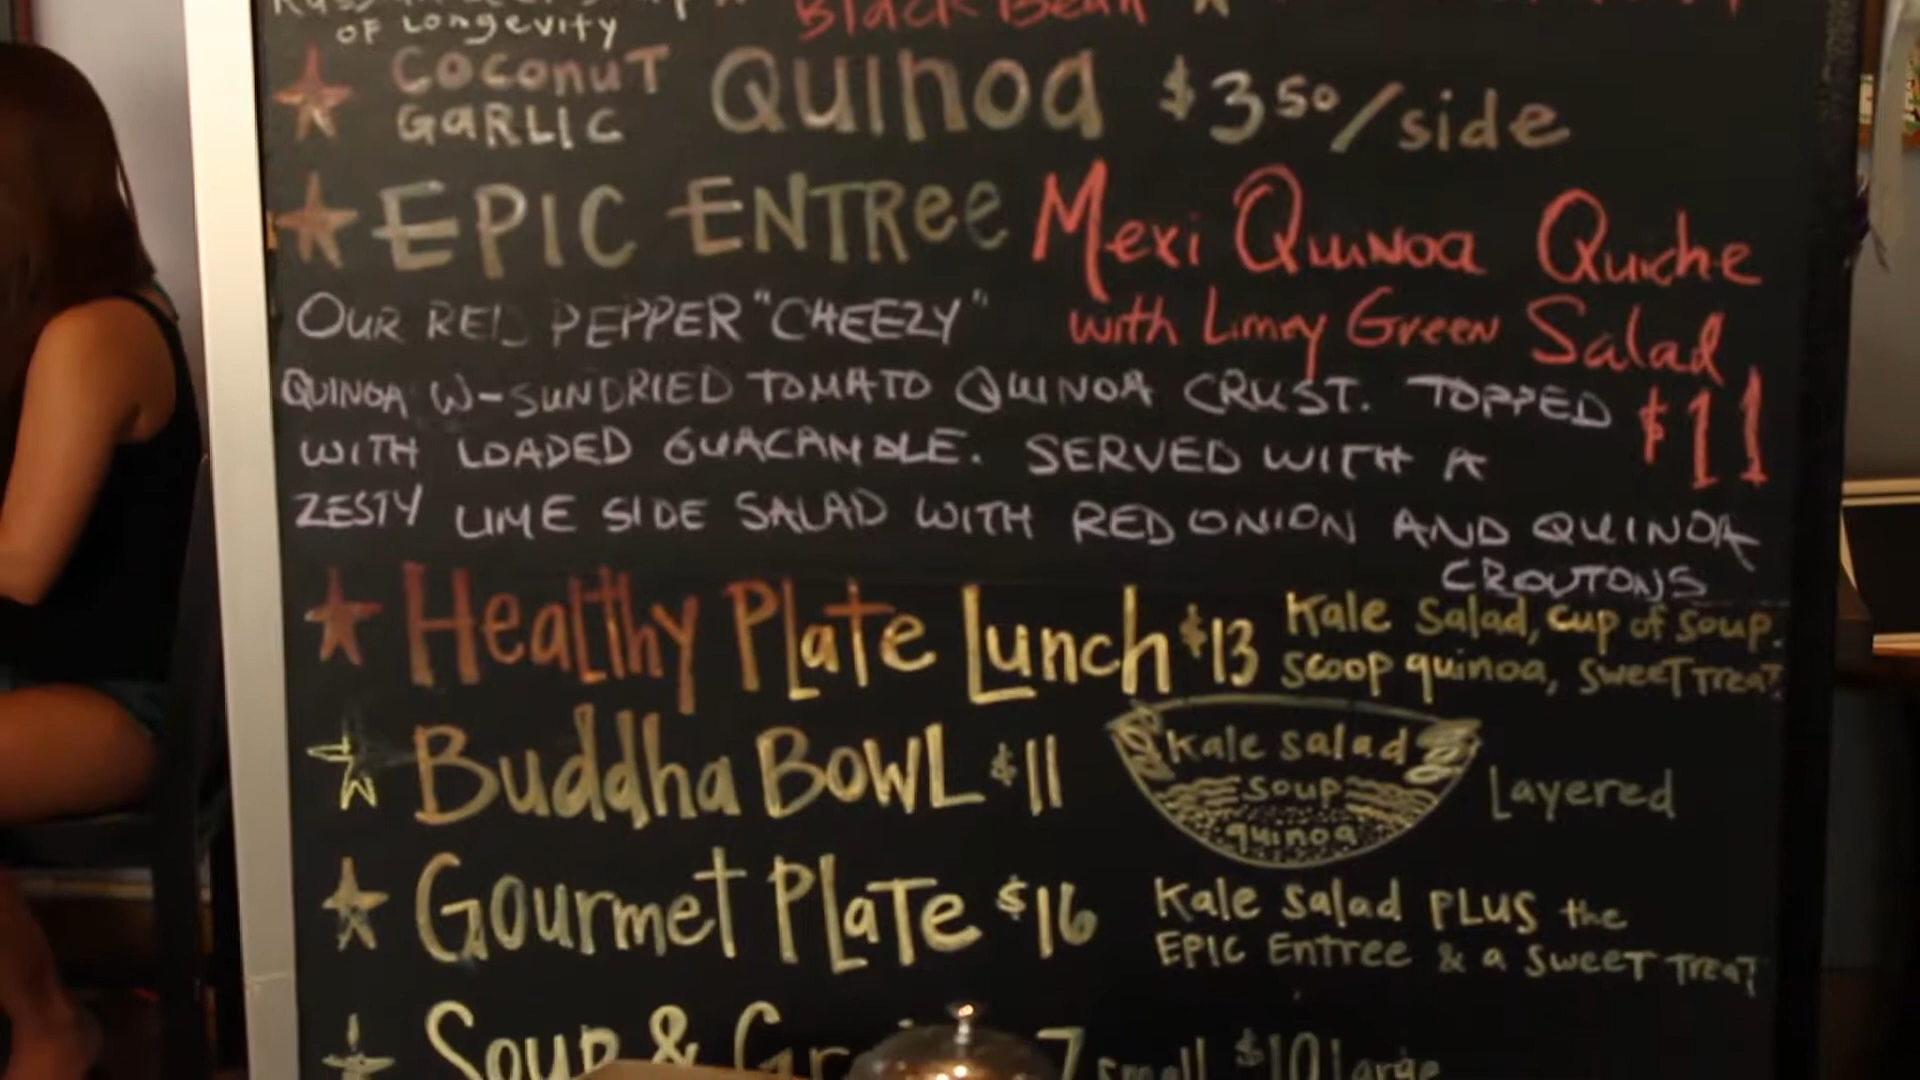 of Longevity
Black Bean
Coconut
Garlic
Quinoa $3.50/side
EPIC ENTRee Mexi Quinoa Quiche
with Limey Green Salad
$11
OUR RED PEPPER "CHEEZY"
QUINOA W-SUNDRIED TOMATO QUINOA CRUST. TOPPED
WITH LOADED GUACAMOLE. SERVED WITH A
ZESTY LIME SIDE SALAD WITH RED ONION AND QUINOA
CROUTONS
Healthy Plate Lunch $13
Kale Salad, cup of soup.
scoop quinoa, sweet treat
Buddha BOWL $11
kale salad
soup
quinoa
Layered
Gourmet Plate $16
Kale salad PLUS the
EPIC Entree & a sweet treat
Soup & 7 small $10 large